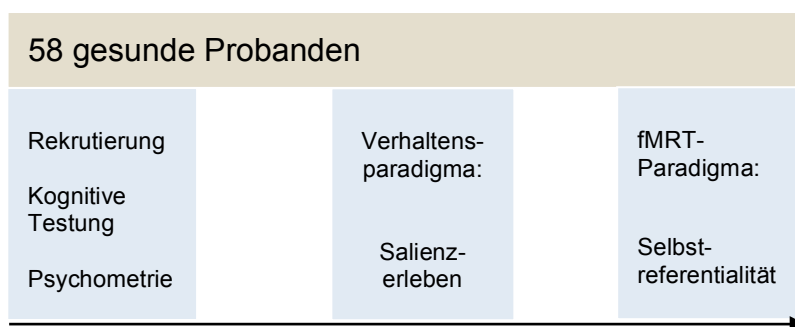 58 gesunde Probanden
Rekrutierung
Kognitive
Testung
Psychometrie
Verhaltens-
paradigma:
Salienz-
erleben
fMRT-
Paradigma:
Selbst-
referentialität